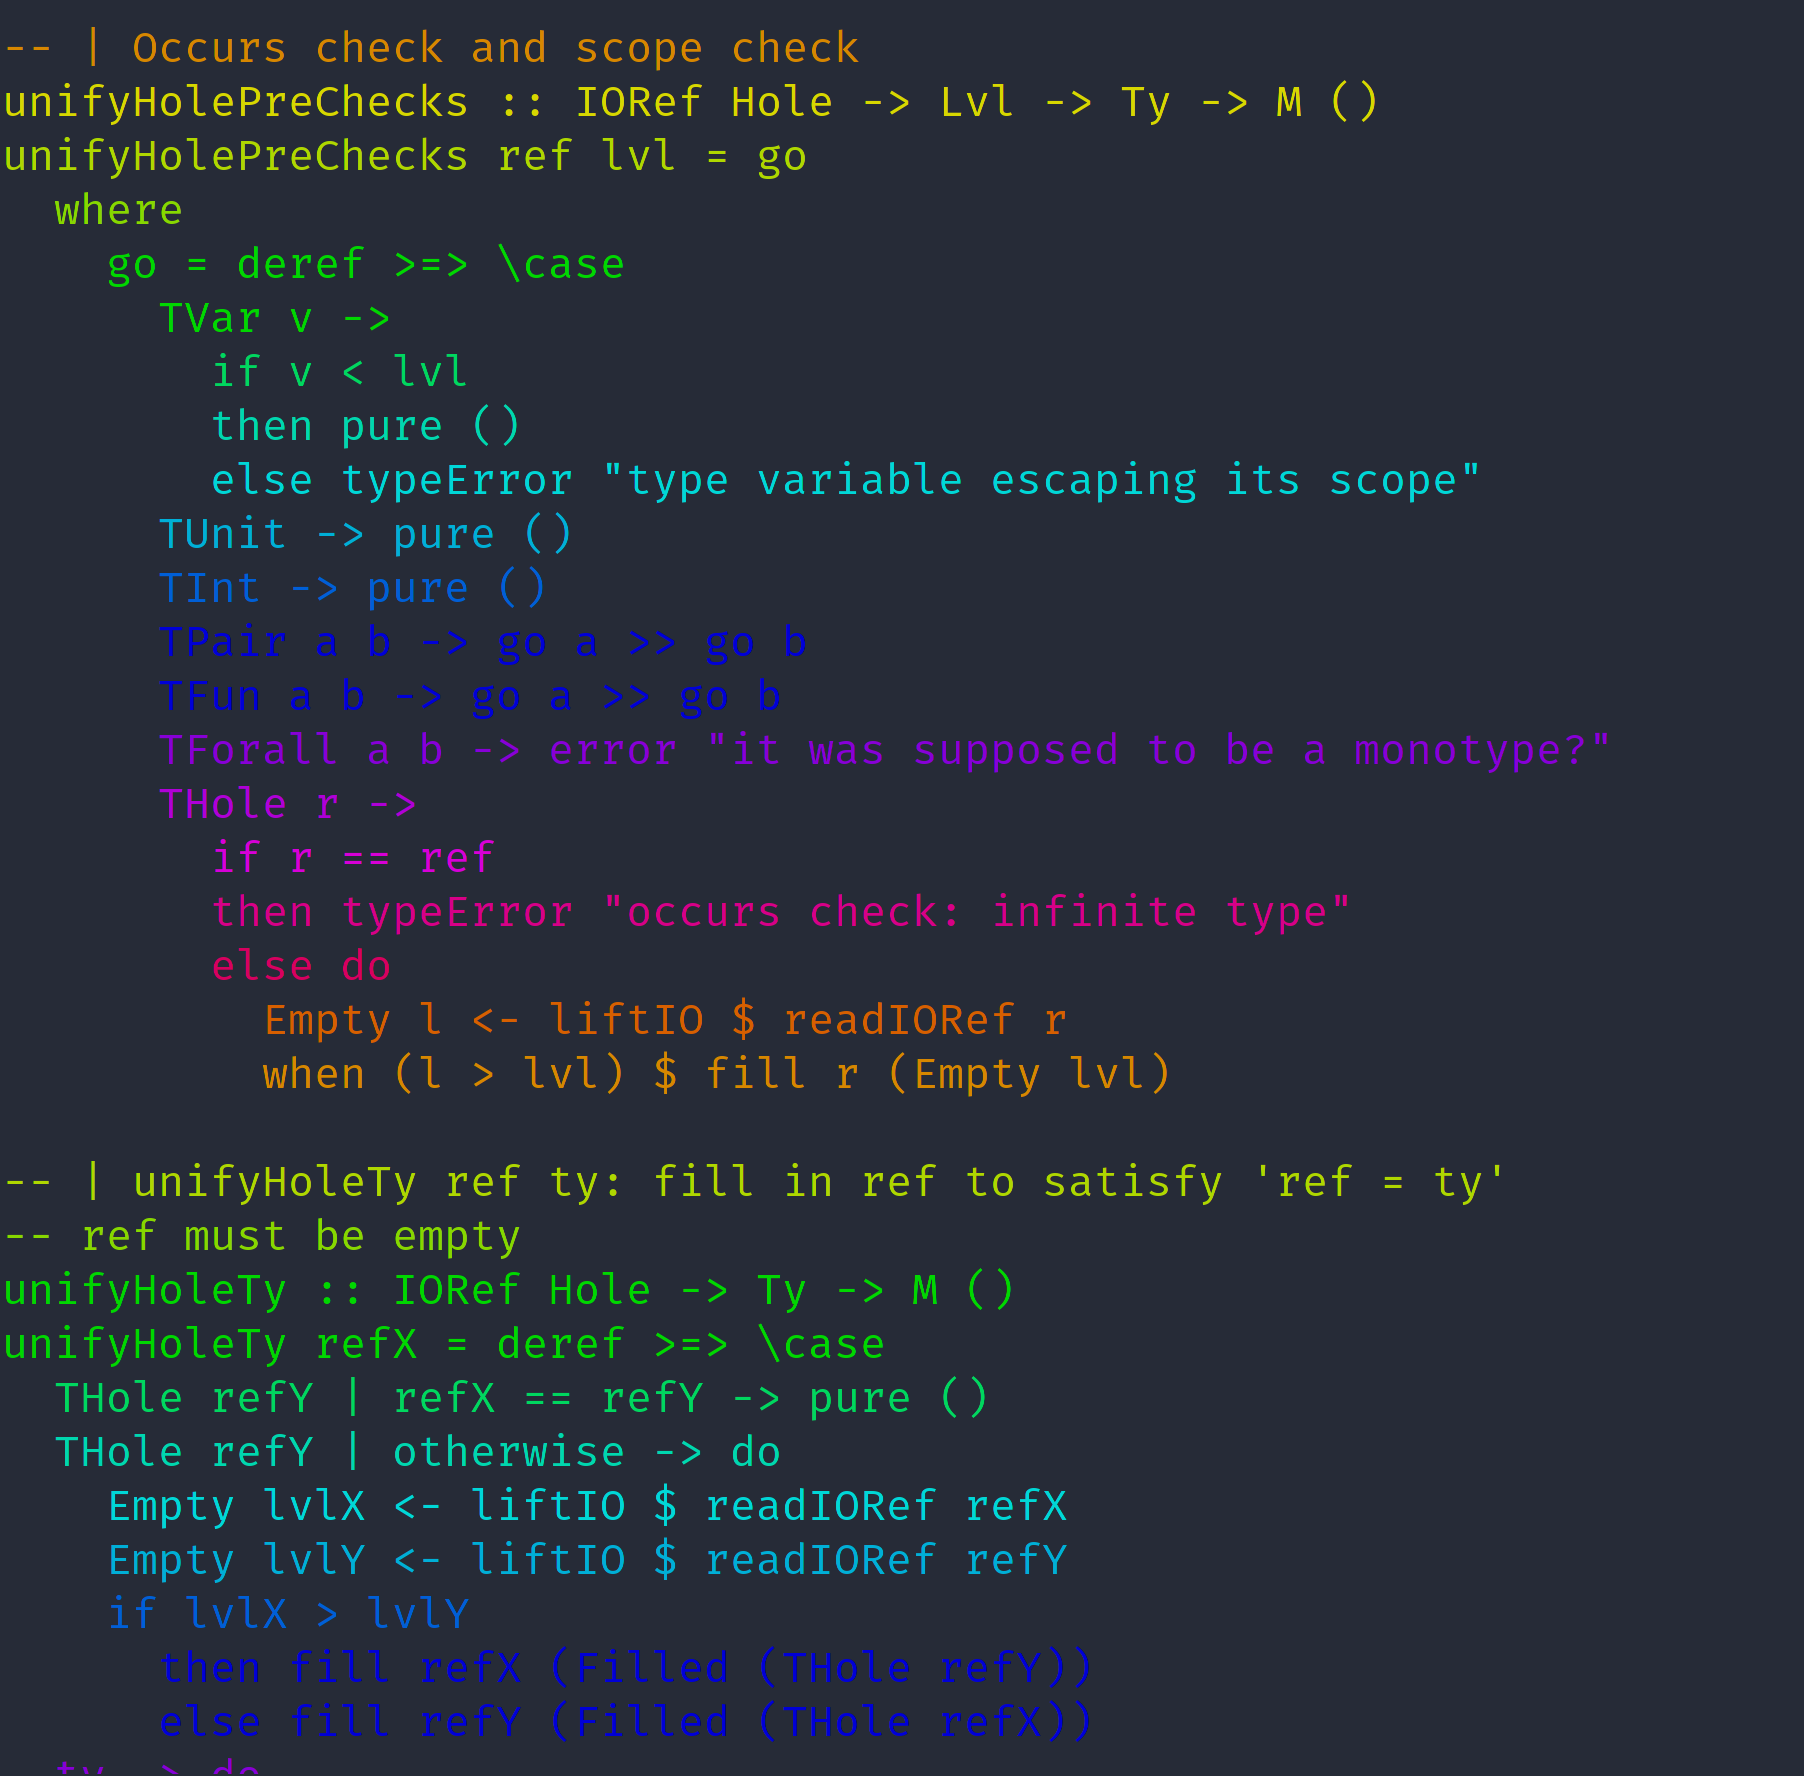 -- | Occurs check and scope check
unifyHolePreChecks :: IORef Hole -> Lvl -> Ty -> M ()
unifyHolePreChecks ref lvl = go
  where
    go = deref >=> \case
      TVar v ->
        if v < lvl
        then pure ()
        else typeError "type variable escaping its scope"
      TUnit -> pure ()
      TInt -> pure ()
      TPair a b -> go a >> go b
      TFun a b -> go a >> go b
      TForall a b -> error "it was supposed to be a monotype?"
      THole r ->
        if r == ref
        then typeError "occurs check: infinite type"
        else do
          Empty l <- liftIO $ readIORef r
          when (l > lvl) $ fill r (Empty lvl)

-- | unifyHoleTy ref ty: fill in ref to satisfy 'ref = ty'
-- ref must be empty
unifyHoleTy :: IORef Hole -> Ty -> M ()
unifyHoleTy refX = deref >=> \case
  THole refY | refX == refY -> pure ()
  THole refY | otherwise -> do
    Empty lvlX <- liftIO $ readIORef refX
    Empty lvlY <- liftIO $ readIORef refY
    if lvlX > lvlY
      then fill refX (Filled (THole refY))
      else fill refY (Filled (THole refX))
  ty -> do